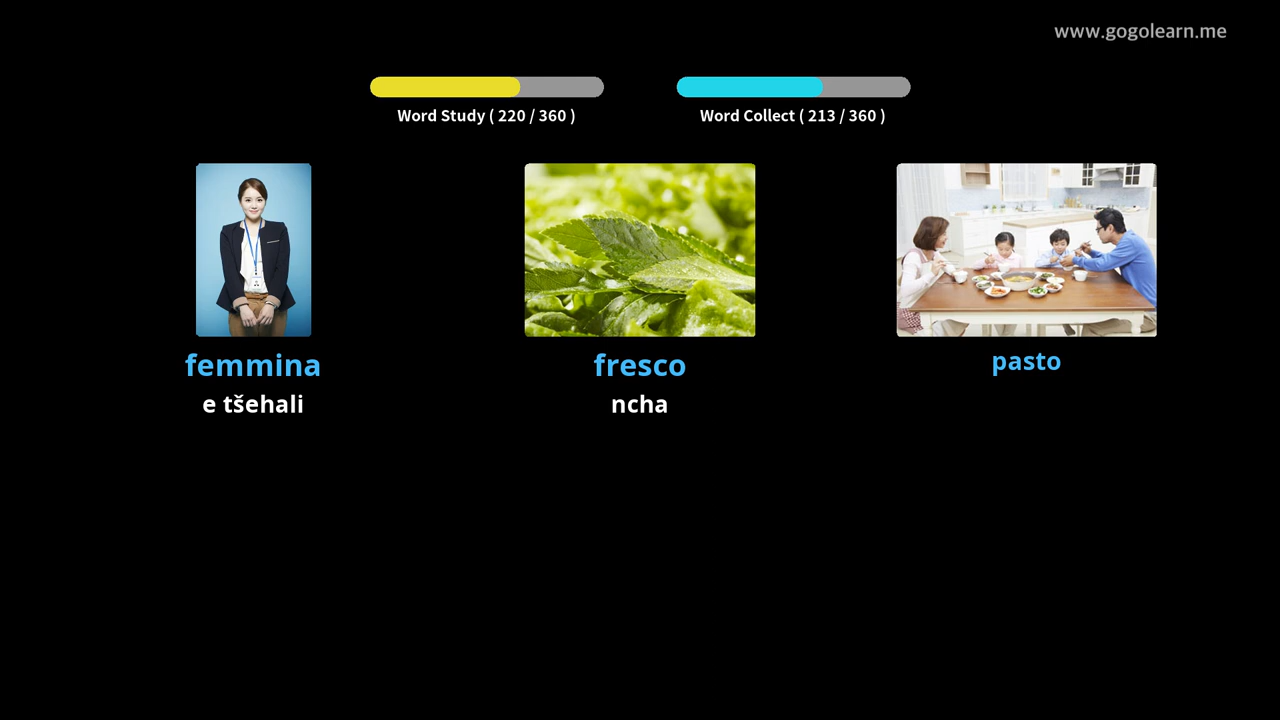 www.gogolearn.me
Word Study ( 220 / 360 )
Word Collect ( 213 / 360 )
femmina
fresco
pasto
e tšehali
ncha